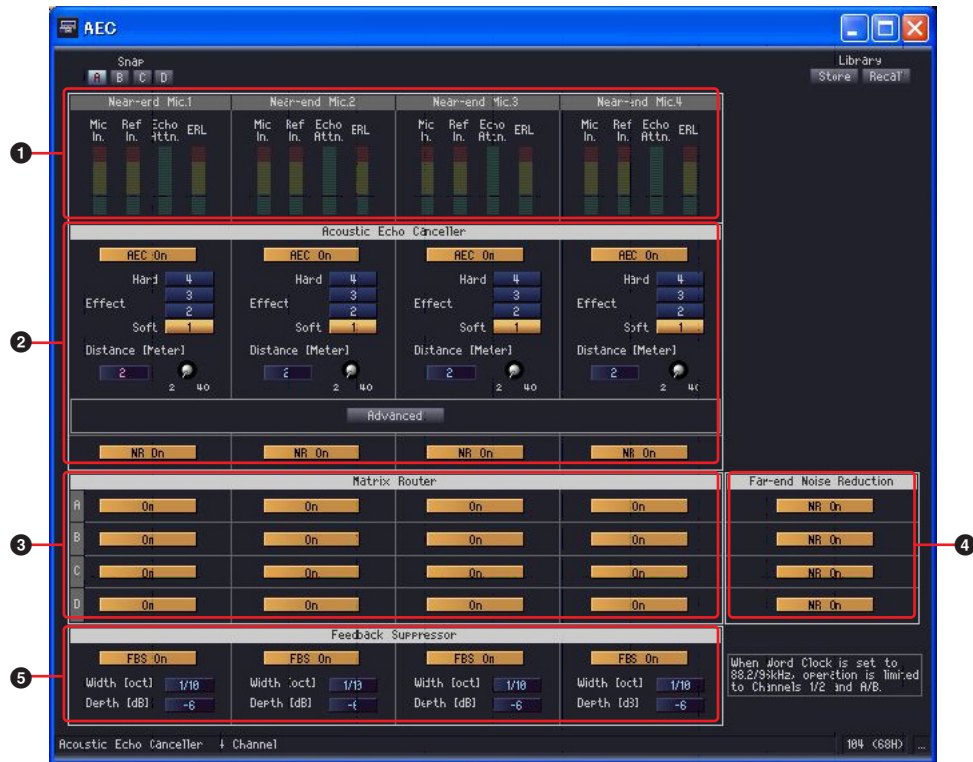 AEC
Snap
A B C D
Library
Store Recall
Near-end Mic.1 Near-end Mic.2 Near-end Mic.3 Near-end Mic.4
Mic In. Ref In. Echo Attn. ERL Mic In. Ref In. Echo Attn. ERL Mic In. Ref In. Echo Attn. ERL Mic In. Ref In. Echo Attn. ERL
1
Acoustic Echo Canceller
AEC On AEC On AEC On AEC On
Hard 4 Hard 4 Hard 4 Hard 4
3 3 3 3
Effect Effect Effect Effect
2 2 2 2
Soft 1 Soft 1 Soft 1 Soft 1
2
Distance [Meter] Distance [Meter] Distance [Meter] Distance [Meter]
2 2 2 2
2 40 2 40 2 40 2 40
Advanced
NR On NR On NR On NR On
Matrix Router Far-end Noise Reduction
A On On On On NR On
B On On On On NR On
3 4
C On On On On NR On
D On On On On NR On
Feedback Suppressor
FBS On FBS On FBS On FBS On
5
Width [oct] 1/10 Width [oct] 1/10 Width [oct] 1/10 Width [oct] 1/10
Depth [dB] -6 Depth [dB] -6 Depth [dB] -6 Depth [dB] -6
When Word Clock is set to
88.2/96kHz, operation is limited
to Channels 1/2 and A/B.
Acoustic Echo Canceller 4 Channel 104 (68H) ...